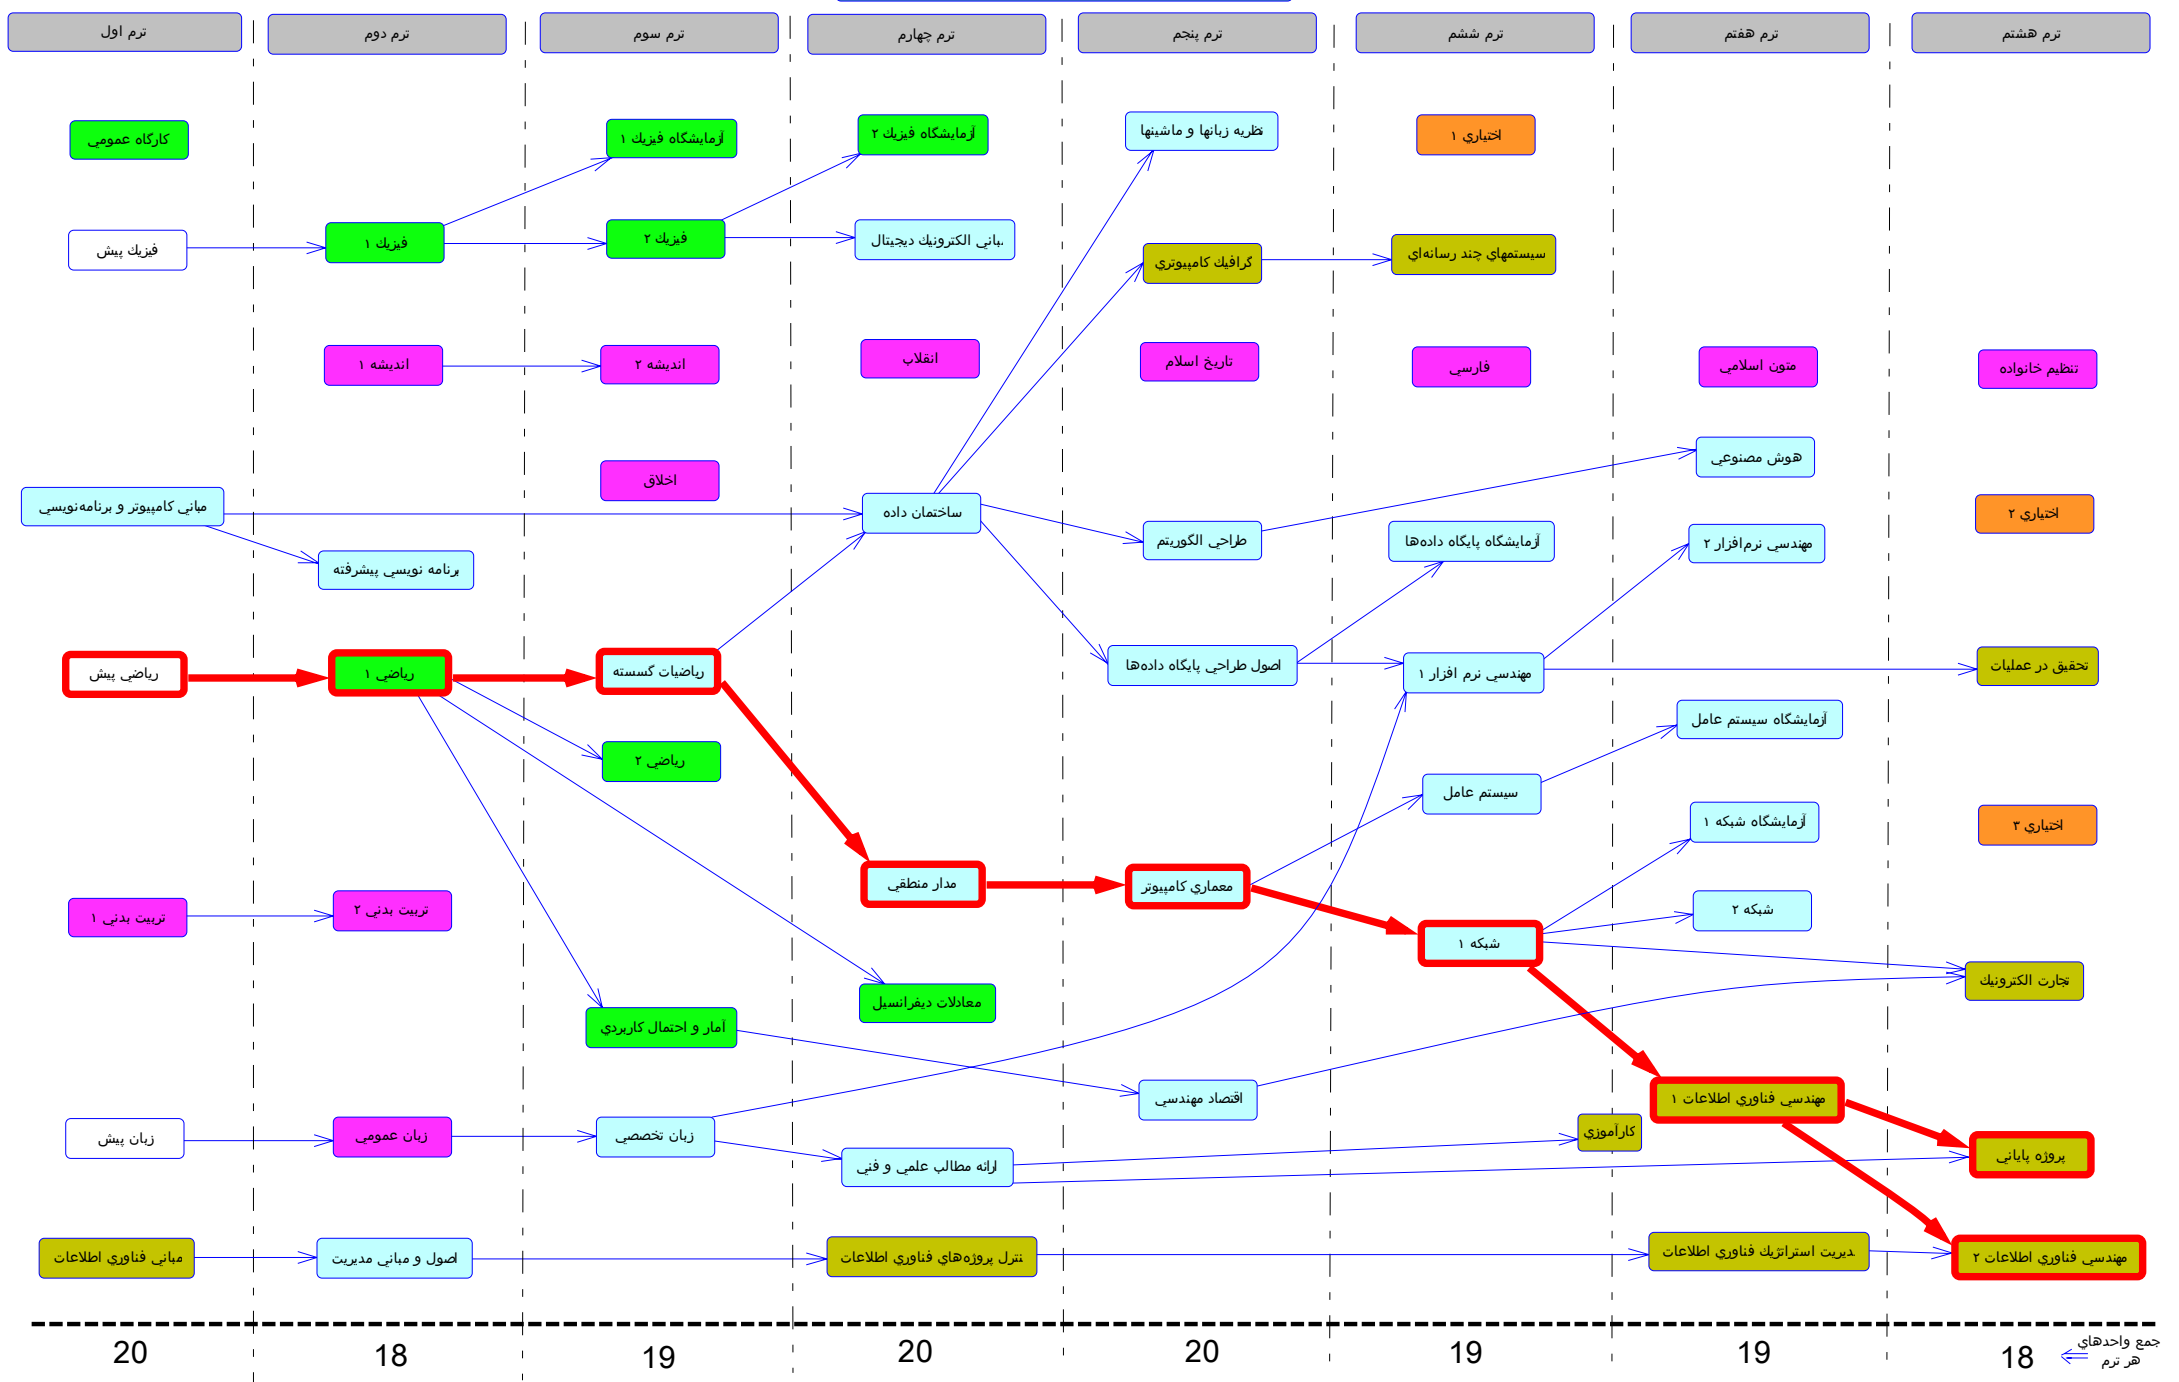 ترم اول
ترم دوم
ترم سوم
ترم چهارم
ترم پنجم
ترم ششم
ترم هفتم
ترم هشتم
كارگاه عمومي
آزمايشگاه فيزيك ۱
آزمايشگاه فيزيك ۲
نظريه زبانها و ماشينها
اختياري ۱
فيزيك پيش
فيزيك ۱
فيزيك ۲
مباني الكترونيك ديجيتال
گرافيك كامپيوتري
سيستمهاي چند رسانه‌اي
انديشه ۱
انديشه ۲
انقلاب
تاريخ اسلام
فارسي
متون اسلامي
تنظيم خانواده
اخلاق
هوش مصنوعي
مباني كامپيوتر و برنامه‌نويسي
ساختمان داده
اختياري ۲
برنامه نويسي پيشرفته
طراحي الگوريتم
آزمايشگاه پايگاه داده‌ها
مهندسي نرم‌افزار ۲
رياضي پيش
رياضي ۱
رياضيات گسسته
اصول طراحي پايگاه داده‌ها
مهندسي نرم افزار ۱
تحقيق در عمليات
رياضي ۲
آزمايشگاه سيستم عامل
سيستم عامل
آزمايشگاه شبكه ۱
اختياري ۳
مدار منطقي
معماري كامپيوتر
تربيت بدني ۱
تربيت بدني ۲
شبكه ۲
شبكه ۱
تجارت الكترونيك
معادلات ديفرانسيل
آمار و احتمال كاربردي
اقتصاد مهندسي
مهندسي فناوري اطلاعات ۱
زبان پيش
زبان عمومي
زبان تخصصي
كارآموزي
ارائه مطالب علمي و فني
پروژه پاياني
مباني فناوري اطلاعات
اصول و مباني مديريت
كنترل پروژه‌هاي فناوري اطلاعات
مديريت استراتژيك فناوري اطلاعات
مهندسي فناوري اطلاعات ۲
20
18
19
20
20
19
19
18
جمع واحدهاي
هر ترم